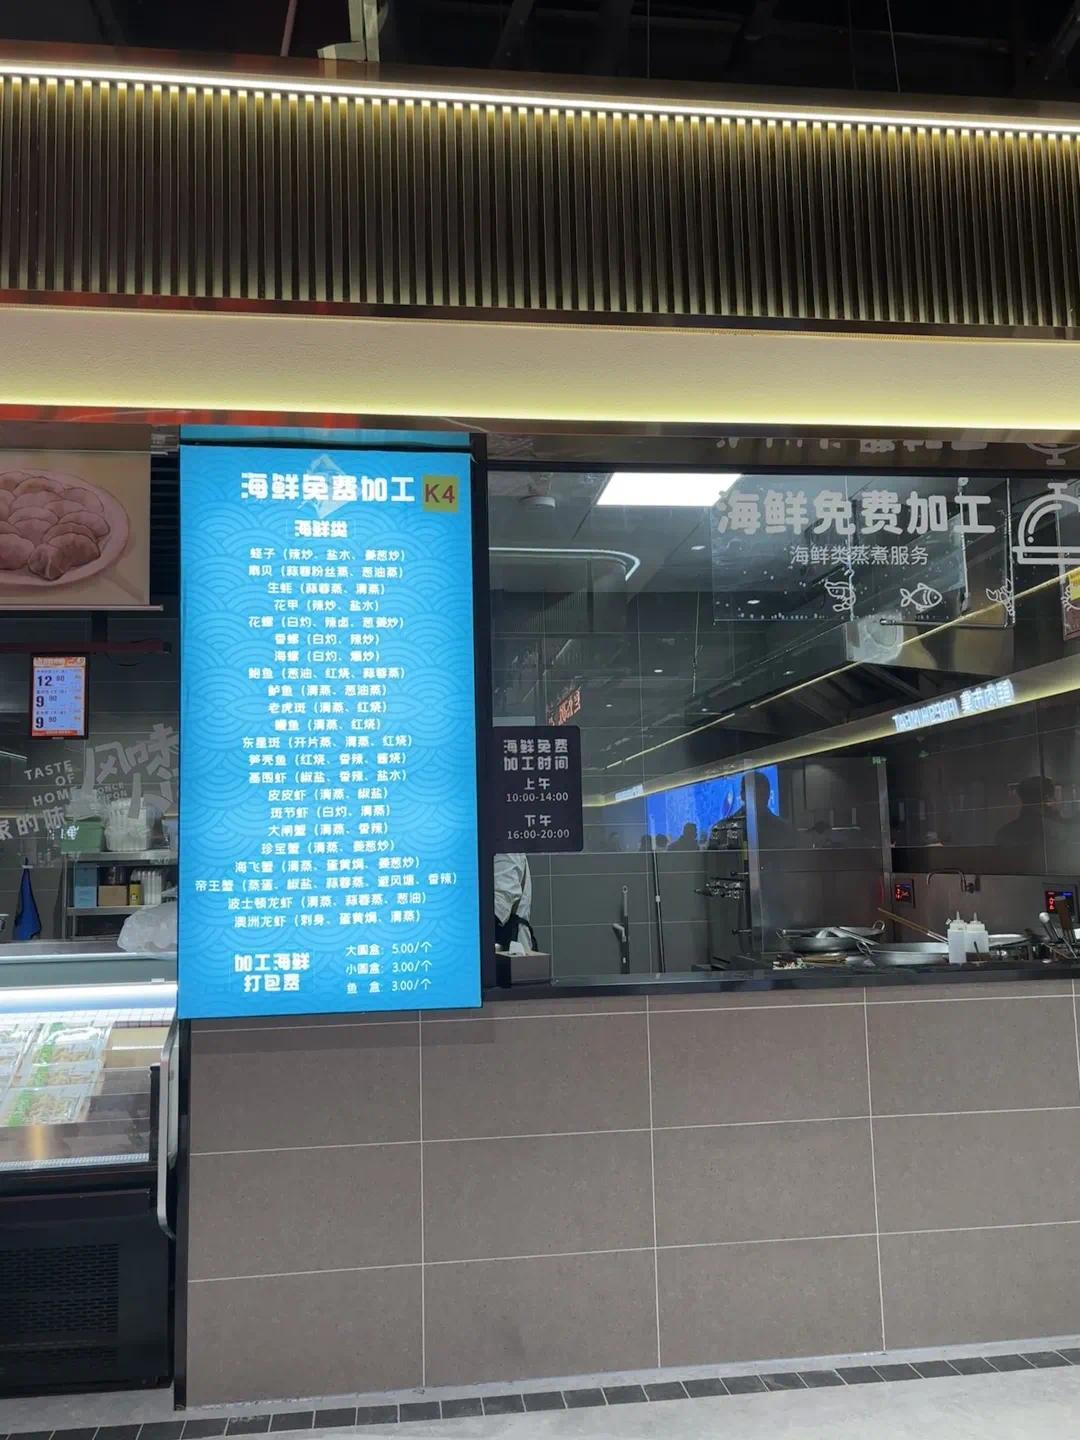 海鲜免费加工 K4
海鲜类
蛏子（辣炒、盐水、姜葱炒）
扇贝（蒜蓉粉丝蒸、葱油蒸）
生蚝（蒜蓉蒸、清蒸）
花甲（辣炒、盐水）
花螺（白灼、辣卤、葱姜炒）
香螺（白灼、辣炒）
海螺（白灼、爆炒）
鲍鱼（葱油、红烧、蒜蓉蒸）
鲈鱼（清蒸、葱油蒸）
老虎斑（清蒸、红烧）
鳜鱼（清蒸、红烧）
东星斑（开片蒸、清蒸、红烧）
笋壳鱼（红烧、香辣、酱烧）
基围虾（椒盐、香辣、盐水）
皮皮虾（清蒸、椒盐）
斑节虾（白灼、清蒸）
大闸蟹（清蒸、香辣）
珍宝蟹（清蒸、姜葱炒）
海飞蟹（清蒸、蛋黄焗、姜葱炒）
帝王蟹（蒸蛋、椒盐、蒜蓉蒸、避风塘、香辣）
波士顿龙虾（清蒸、蒜蓉蒸、葱油）
澳洲龙虾（刺身、蛋黄焗、清蒸）
加工海鲜
打包费
大圆盒: 5.00/个
小圆盒: 3.00/个
鱼 盒: 3.00/个
海鲜免费
加工时间
上午
10:00-14:00
下午
16:00-20:00
海鲜免费加工
海鲜类蒸煮服务
12 80
9 80
9 80
TASTE
OF
HOME
风味
家的味